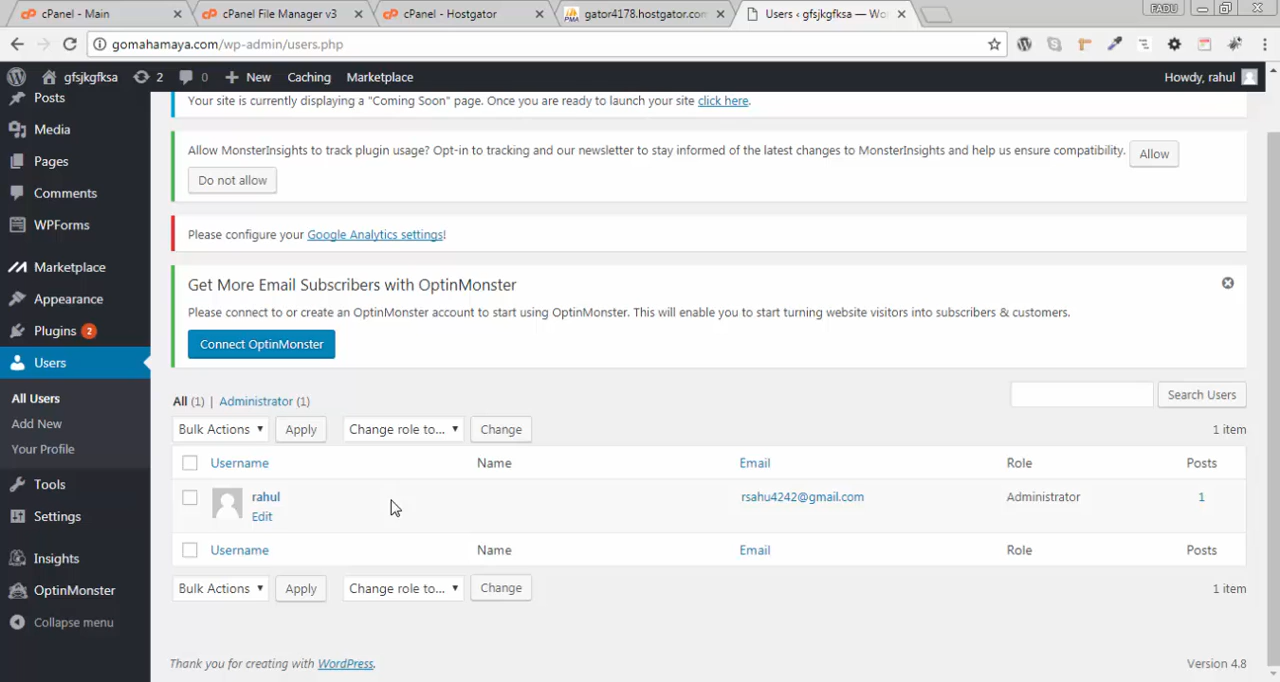 cPanel - Main
cPanel File Manager v3
cPanel - Hostgator
gator4178.hostgator.com
Users ‹ gfsjkgfksa — Wo
FADU
gomahamaya.com/wp-admin/users.php
gfsjkgfksa 2 0 + New Caching Marketplace Howdy, rahul
Posts
Media
Pages
Comments
WPForms
Marketplace
Appearance
Plugins 2
Users
All Users
Add New
Your Profile
Tools
Settings
Insights
OptinMonster
Collapse menu
Your site is currently displaying a "Coming Soon" page. Once you are ready to launch your site click here.
Allow MonsterInsights to track plugin usage? Opt-in to tracking and our newsletter to stay informed of the latest changes to MonsterInsights and help us ensure compatibility. Allow
Do not allow
Please configure your Google Analytics settings!
Get More Email Subscribers with OptinMonster
Please connect to or create an OptinMonster account to start using OptinMonster. This will enable you to start turning website visitors into subscribers & customers.
Connect OptinMonster
All (1) | Administrator (1)
Search Users
Bulk Actions Apply Change role to... Change 1 item
Username Name Email Role Posts
rahul rsahu4242@gmail.com Administrator 1
Edit
Username Name Email Role Posts
Bulk Actions Apply Change role to... Change 1 item
Thank you for creating with WordPress. Version 4.8